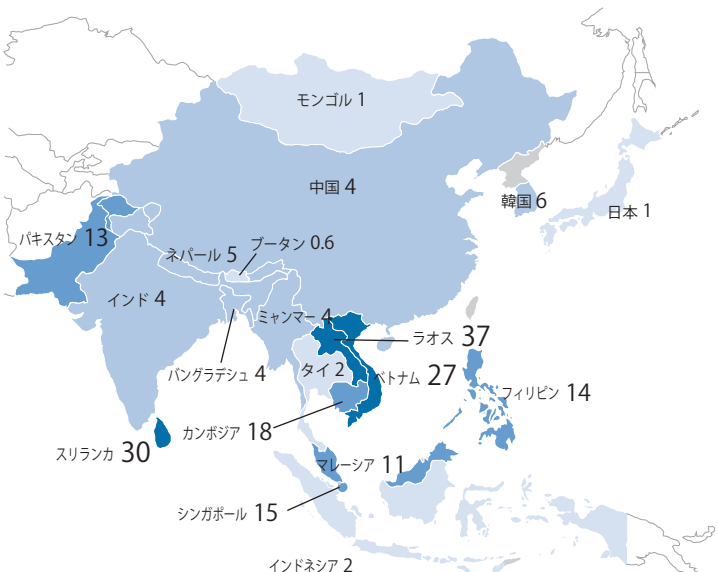 モンゴル 1
中国 4
韓国 6
日本 1
パキスタン 13
ネパール 5
ブータン 0.6
インド 4
ミャンマー 4
ラオス 37
バングラデシュ 4
タイ 2
ベトナム 27
フィリピン 14
カンボジア 18
スリランカ 30
マレーシア 11
シンガポール 15
インドネシア 2